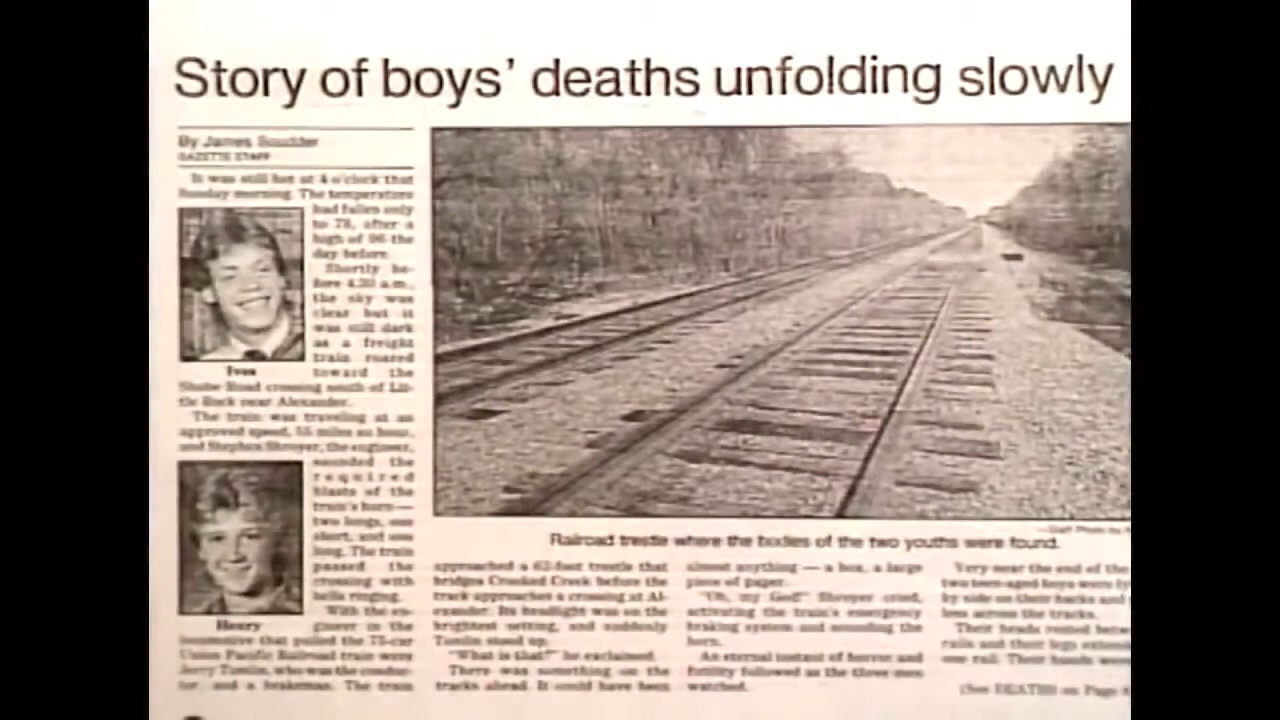 Story of boys' deaths unfolding slowly
By James Scudder
GAZETTE STAFF
It was still hot at 4 o'clock that
Sunday morning. The temperature
had fallen only
to 78, after a
high of 96 the
day before.
Shortly be-
fore 4:30 a.m.,
the sky was
clear but it
was still dark
as a freight
train roared
toward the
Shobe Road crossing south of Lit-
tle Rock near Alexander.
The train was traveling at an
approved speed, 55 miles an hour,
and Stephen Shroyer, the engineer,
sounded the
required
blasts of the
train's horn —
two longs, one
short, and one
long. The train
passed the
crossing with
bells ringing.
With the en-
gineer in the
locomotive that pulled the 75-car
Union Pacific Railroad train were
Jerry Tomlin, who was the conduc-
tor, and a brakeman. The train
Ives
Henry
Railroad trestle where the bodies of the two youths were found.
approached a 62-foot trestle that
bridges Crooked Creek before the
track approaches a crossing at Al-
exander. Its headlight was on the
brightest setting, and suddenly
Tomlin stood up.
"What is that?" he exclaimed.
There was something on the
tracks ahead. It could have been
almost anything — a box, a large
piece of paper.
"Oh, my God!" Shroyer cried,
activating the train's emergency
braking system and sounding the
horn.
An eternal instant of horror and
futility followed as the three men
watched.
Very near the end of the
two teen-aged boys were ly
by side on their backs and
less across the tracks.
Their heads rested betw
rails and their legs exten
one rail. Their hands were
(See DEATHS on Page